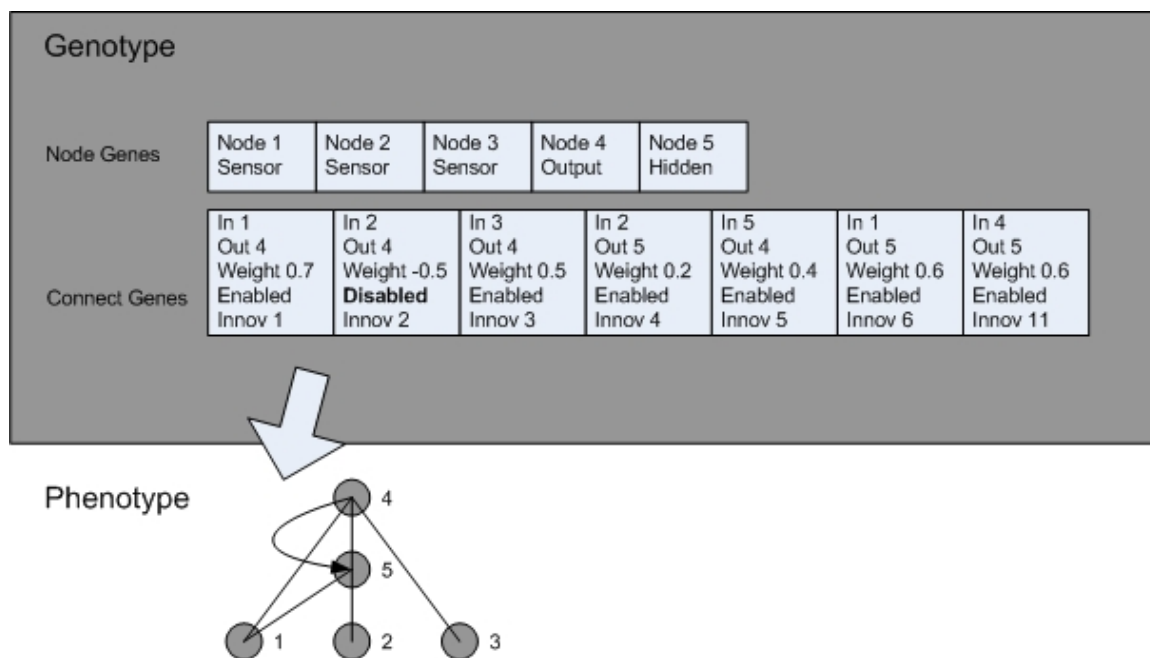 Genotype
Node Genes
Node 1
Sensor
Node 2
Sensor
Node 3
Sensor
Node 4
Output
Node 5
Hidden
Connect Genes
In 1
Out 4
Weight 0.7
Enabled
Innov 1
In 2
Out 4
Weight -0.5
Disabled
Innov 2
In 3
Out 4
Weight 0.5
Enabled
Innov 3
In 2
Out 5
Weight 0.2
Enabled
Innov 4
In 5
Out 4
Weight 0.4
Enabled
Innov 5
In 1
Out 5
Weight 0.6
Enabled
Innov 6
In 4
Out 5
Weight 0.6
Enabled
Innov 11
Phenotype
4
5
1
2
3